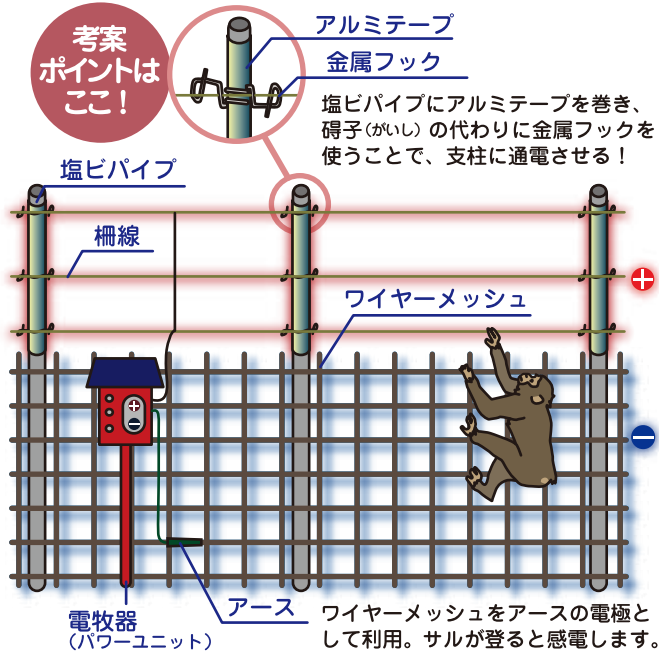 考案
ポイントは
ここ！
アルミテープ
金属フック
塩ビパイプにアルミテープを巻き、
碍子（がいし）の代わりに金属フックを
使うことで、支柱に通電させる！
塩ビパイプ
柵線
＋
ワイヤーメッシュ
＋
－
－
アース
電牧器
（パワーユニット）
ワイヤーメッシュをアースの電極と
して利用。サルが登ると感電します。